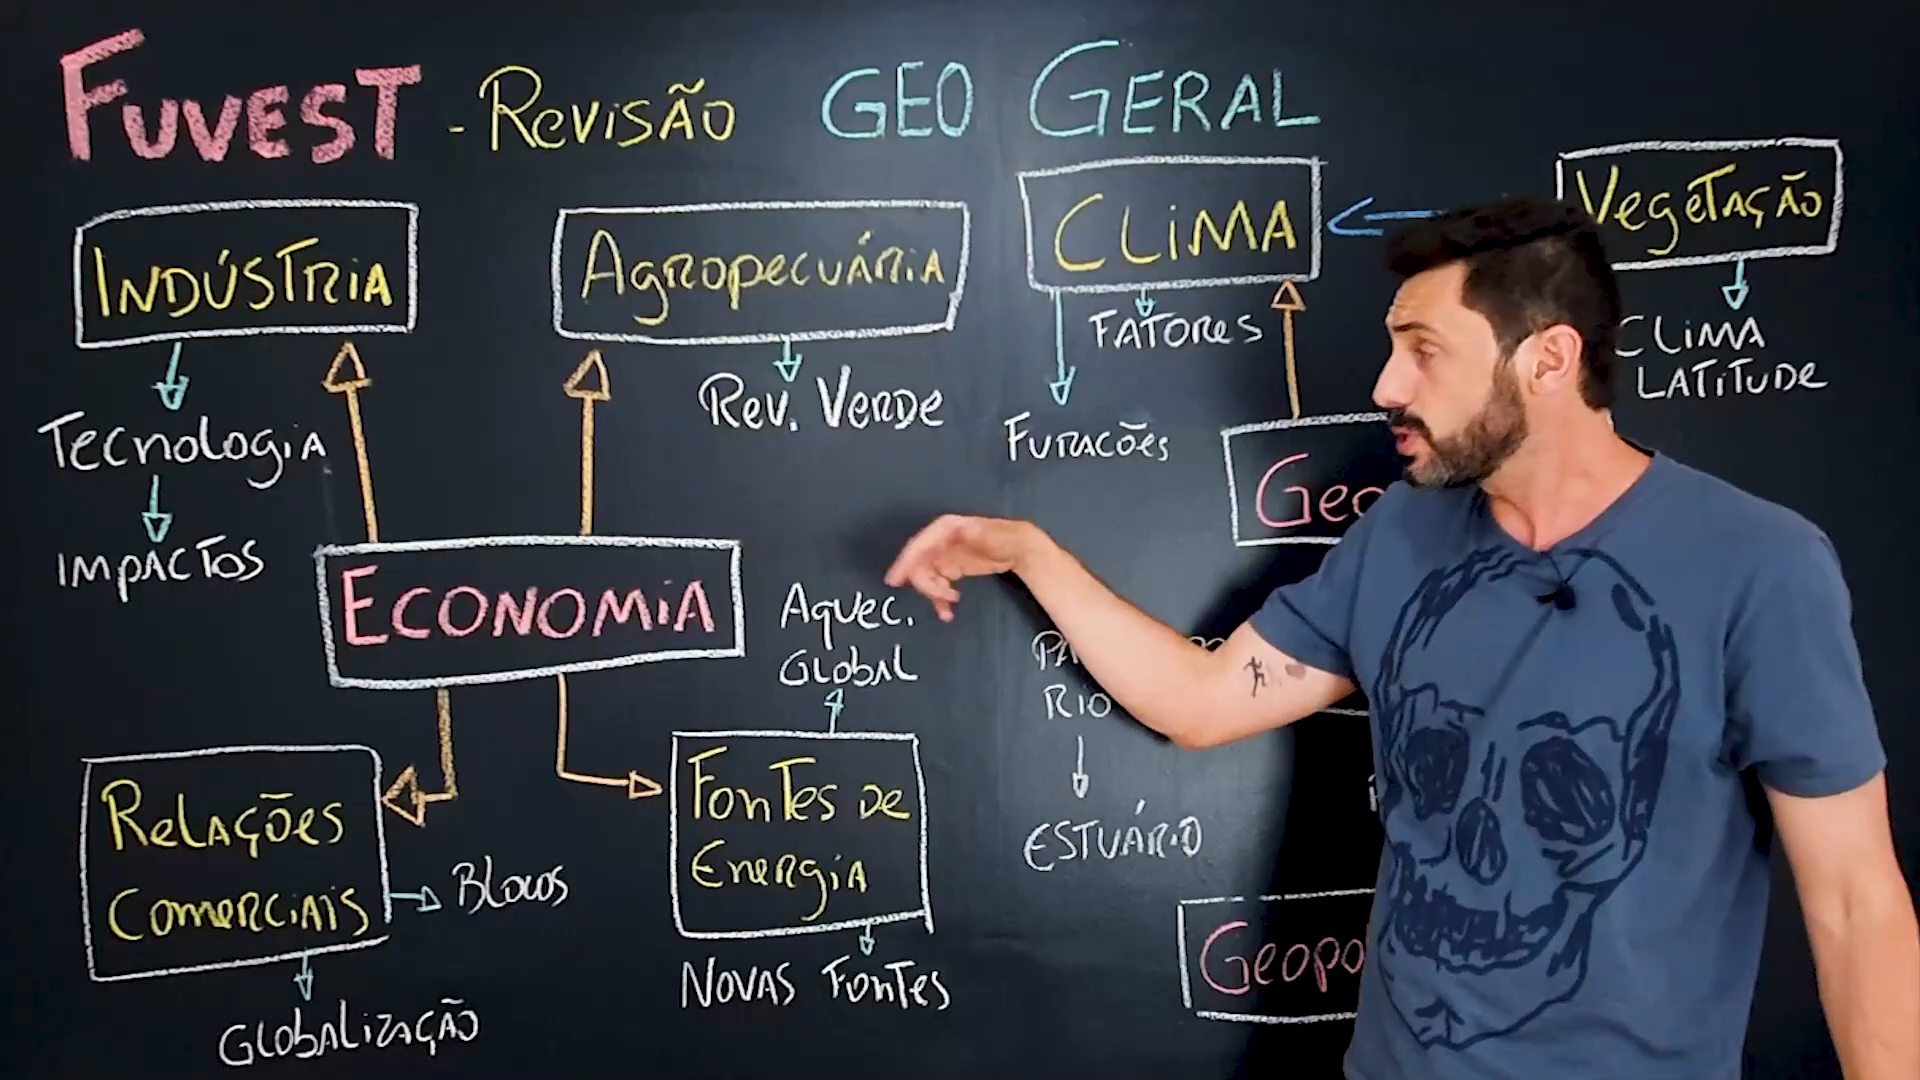 FUVEST - REVISÃO GEO GERAL
INDÚSTRIA
TECNOLOGIA
IMPACTOS
AGROPECUÁRIA
REV. VERDE
ECONOMIA
AQUEC.
GLOBAL
RELAÇÕES
COMERCIAIS
BLOCOS
GLOBALIZAÇÃO
FONTES DE
ENERGIA
NOVAS FONTES
CLIMA
FATORES
FURACÕES
VEGETAÇÃO
CLIMA
LATITUDE
RIO
ESTUÁRIO